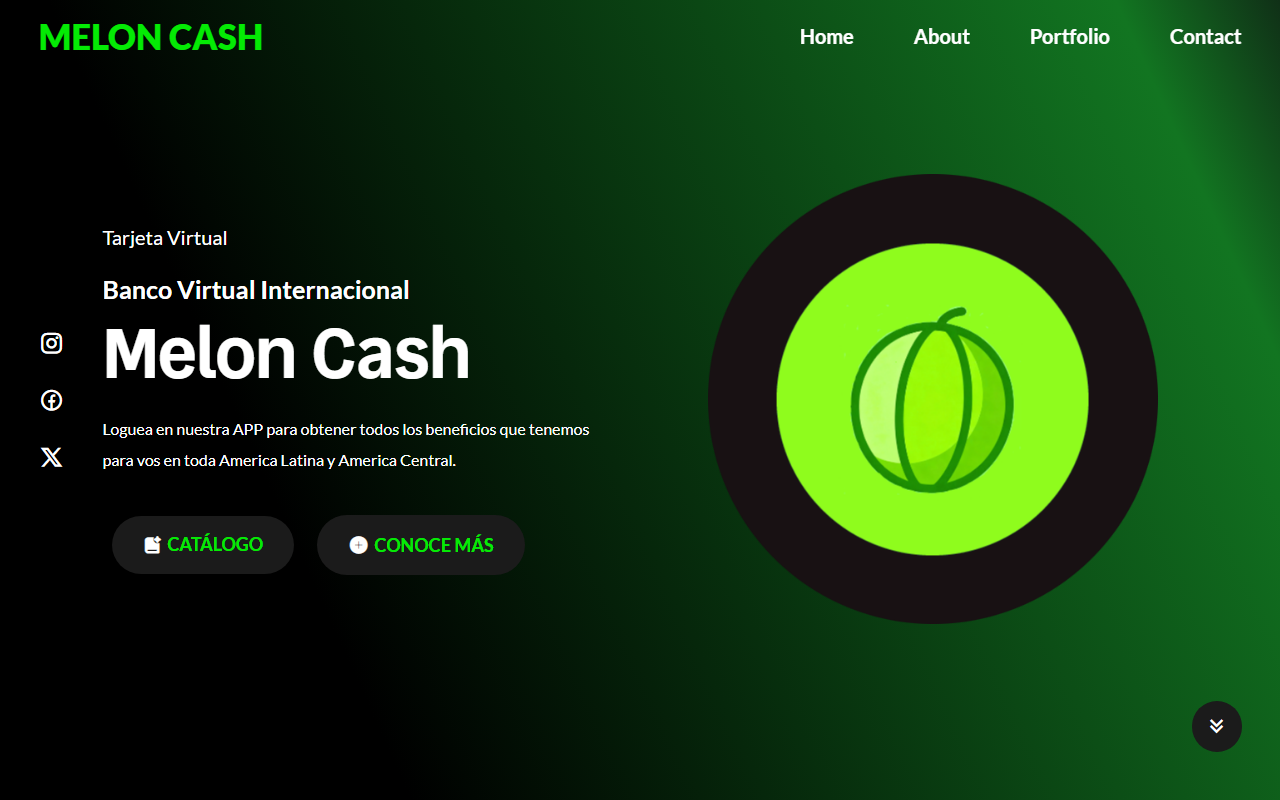 MELON CASH
Home About Portfolio Contact
Tarjeta Virtual
Banco Virtual Internacional
Melon Cash
Loguea en nuestra APP para obtener todos los beneficios que tenemos
para vos en toda America Latina y America Central.
CATÁLOGO
CONOCE MÁS